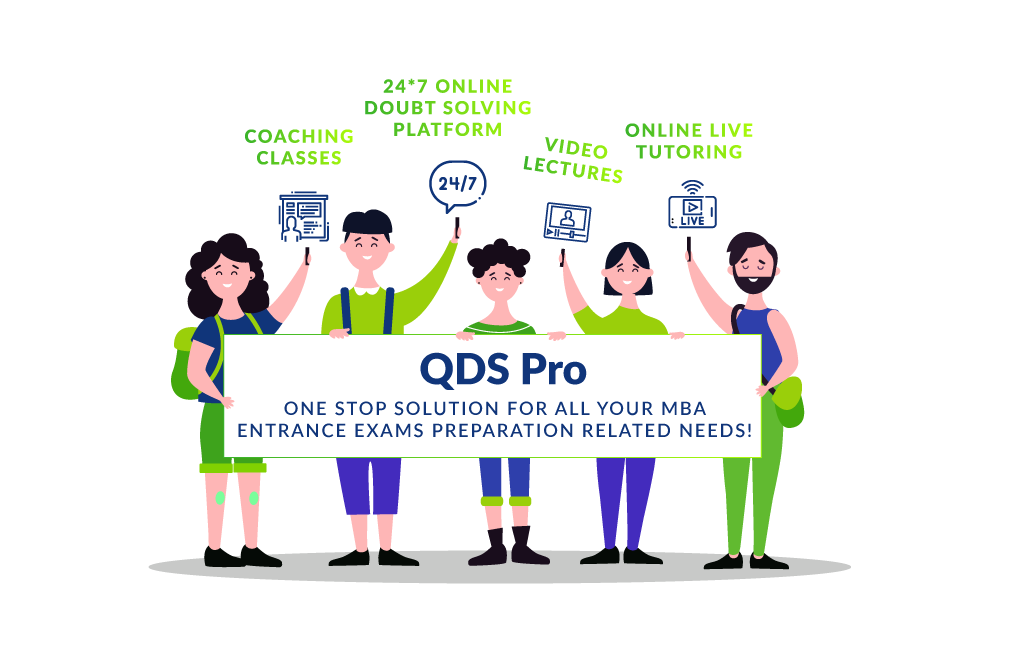 24*7 ONLINE
DOUBT SOLVING
PLATFORM
COACHING
CLASSES
VIDEO
LECTURES
ONLINE LIVE
TUTORING
24/7
LIVE
QDS Pro
ONE STOP SOLUTION FOR ALL YOUR MBA
ENTRANCE EXAMS PREPARATION RELATED NEEDS!